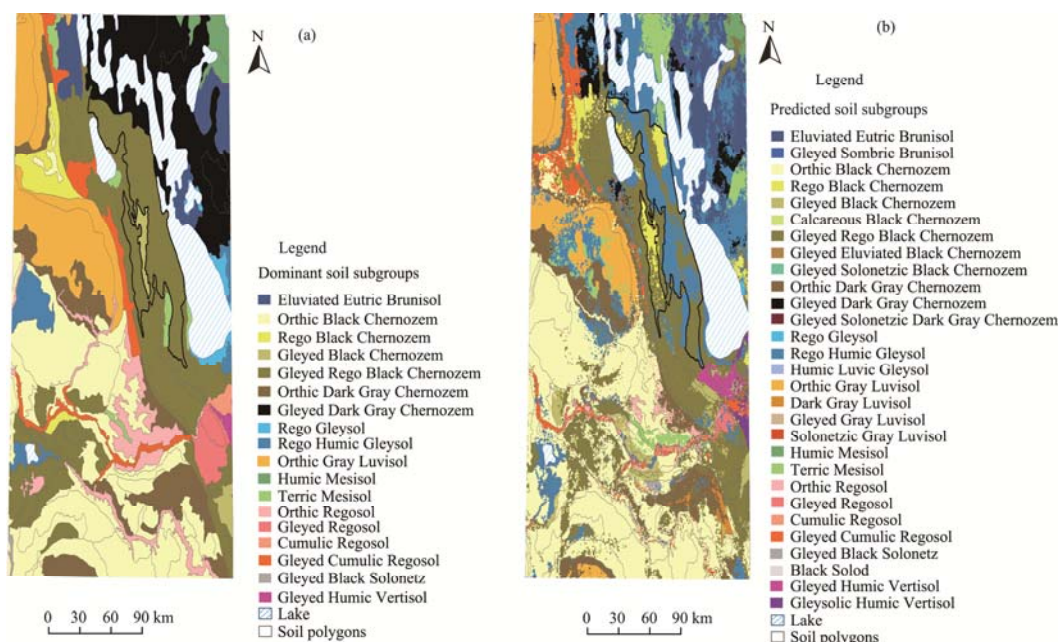 (a)
N
Legend
Dominant soil subgroups
Eluviated Eutric Brunisol
Orthic Black Chernozem
Rego Black Chernozem
Gleyed Black Chernozem
Gleyed Rego Black Chernozem
Orthic Dark Gray Chernozem
Gleyed Dark Gray Chernozem
Rego Gleysol
Rego Humic Gleysol
Orthic Gray Luvisol
Humic Mesisol
Terric Mesisol
Orthic Regosol
Gleyed Regosol
Cumulic Regosol
Gleyed Cumulic Regosol
Gleyed Black Solonetz
Gleyed Humic Vertisol
Lake
Soil polygons
0 30 60 90 km
(b)
N
Legend
Predicted soil subgroups
Eluviated Eutric Brunisol
Gleyed Sombric Brunisol
Orthic Black Chernozem
Rego Black Chernozem
Gleyed Black Chernozem
Calcareous Black Chernozem
Gleyed Rego Black Chernozem
Gleyed Eluviated Black Chernozem
Gleyed Solonetzic Black Chernozem
Orthic Dark Gray Chernozem
Gleyed Dark Gray Chernozem
Gleyed Solonetzic Dark Gray Chernozem
Rego Gleysol
Rego Humic Gleysol
Humic Luvic Gleysol
Orthic Gray Luvisol
Dark Gray Luvisol
Gleyed Gray Luvisol
Solonetzic Gray Luvisol
Humic Mesisol
Terric Mesisol
Orthic Regosol
Gleyed Regosol
Cumulic Regosol
Gleyed Cumulic Regosol
Gleyed Black Solonetz
Black Solod
Gleyed Humic Vertisol
Gleysolic Humic Vertisol
Lake
Soil polygons
0 30 60 90 km